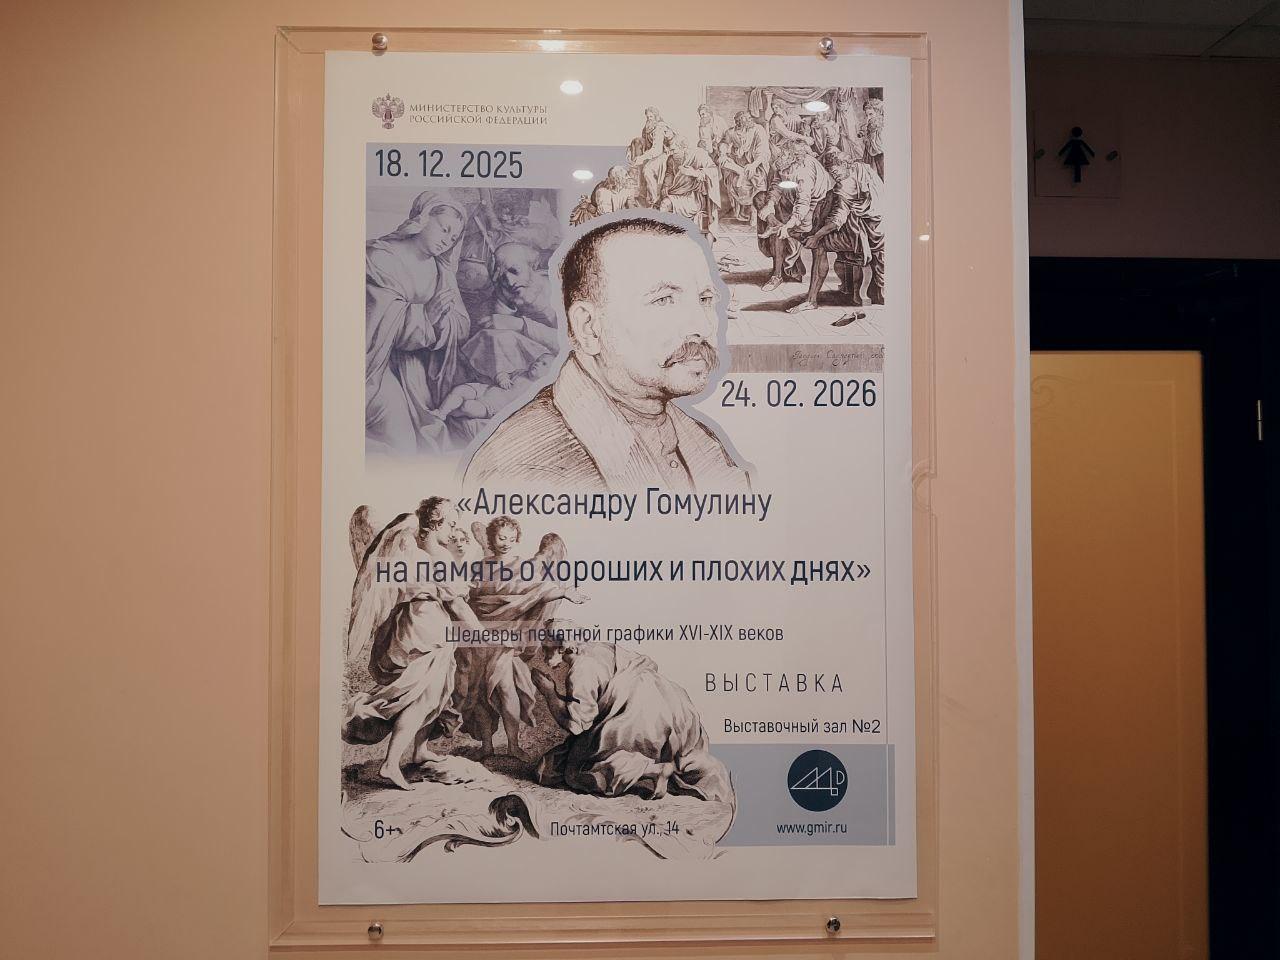 МИНИСТЕРСТВО КУЛЬТУРЫ
РОССИЙСКОЙ ФЕДЕРАЦИИ
18. 12. 2025
24. 02. 2026
«Александру Гомулину
на память о хороших и плохих днях»
Шедевры печатной графики XVI-XIX веков
ВЫСТАВКА
Выставочный зал №2
www.gmir.ru
6+
Почтамтская ул., 14